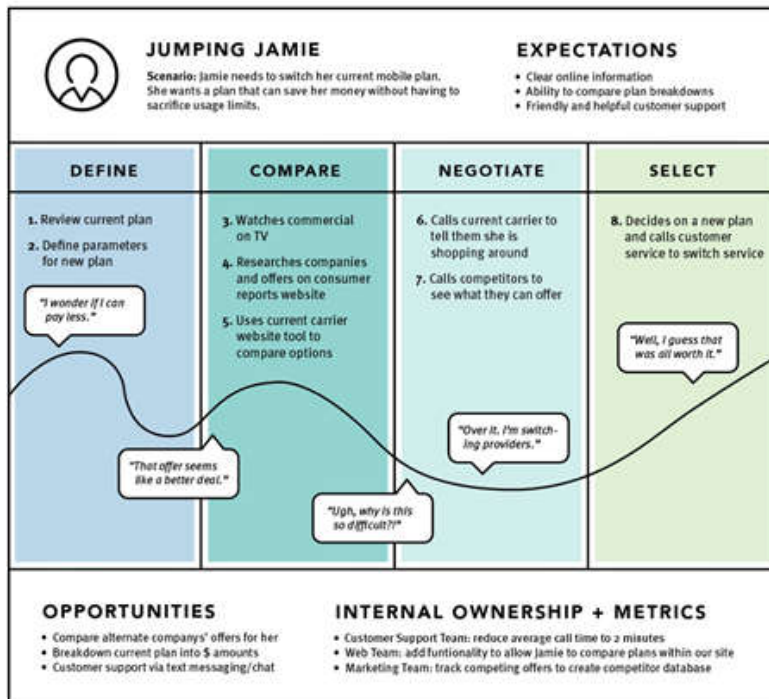 JUMPING JAMIE
Scenario: Jamie needs to switch her current mobile plan.
She wants a plan that can save her money without having to
sacrifice usage limits.
EXPECTATIONS
• Clear online information
• Ability to compare plan breakdowns
• Friendly and helpful customer support
DEFINE
1. Review current plan
2. Define parameters
for new plan
"I wonder if I can
pay less."
"That offer seems
like a better deal."
COMPARE
3. Watches commercial
on TV
4. Researches companies
and offers on consumer
reports website
5. Uses current carrier
website tool to
compare options
"Ugh, why is this
so difficult?!"
NEGOTIATE
6. Calls current carrier to
tell them she is
shopping around
7. Calls competitors to
see what they can offer
"Over it. I'm switch-
ing providers."
SELECT
8. Decides on a new plan
and calls customer
service to switch service
"Well, I guess that
was all worth it."
OPPORTUNITIES
• Compare alternate companys' offers for her
• Breakdown current plan into $ amounts
• Customer support via text messaging/chat
INTERNAL OWNERSHIP + METRICS
• Customer Support Team: reduce average call time to 2 minutes
• Web Team: add funtionality to allow Jamie to compare plans within our site
• Marketing Team: track competing offers to create competitor database